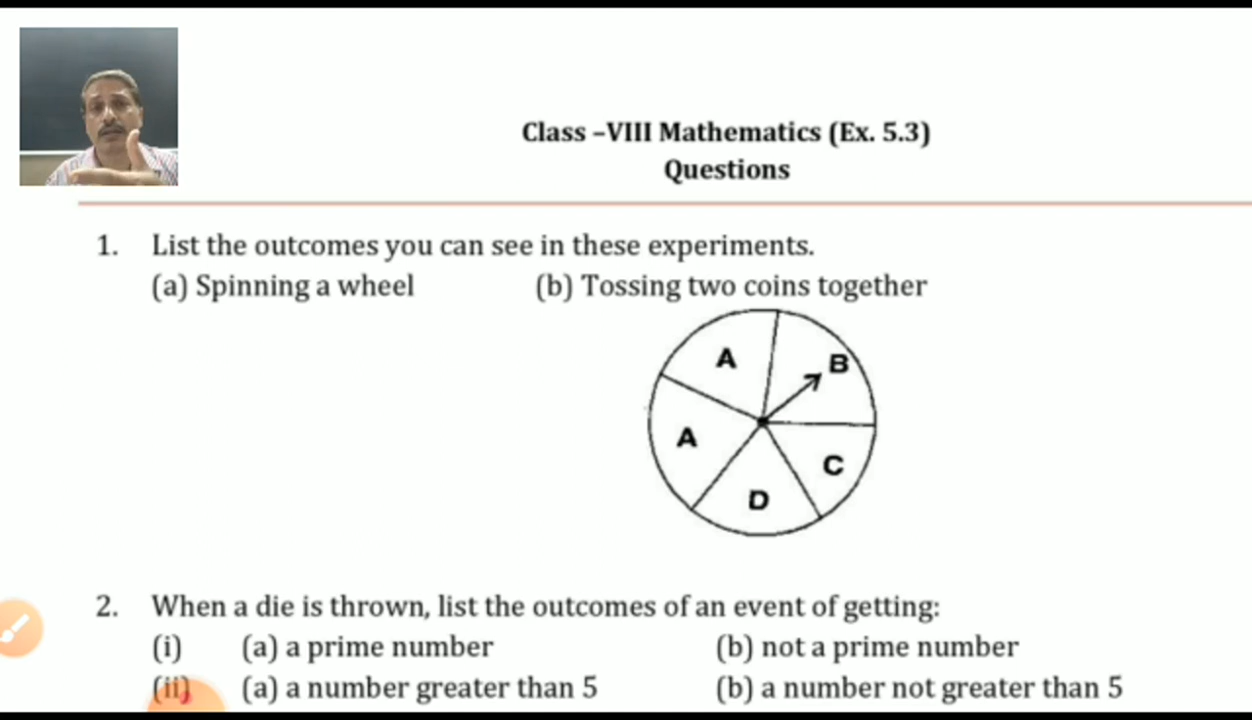 Class –VIII Mathematics (Ex. 5.3)
Questions
1. List the outcomes you can see in these experiments.
(a) Spinning a wheel (b) Tossing two coins together
A
B
A
C
D
2. When a die is thrown, list the outcomes of an event of getting:
(i) (a) a prime number (b) not a prime number
(ii) (a) a number greater than 5 (b) a number not greater than 5